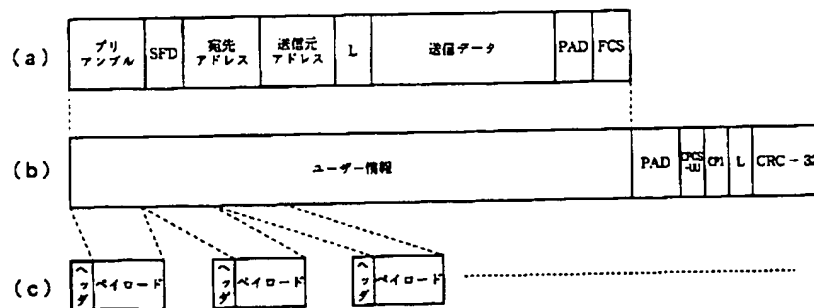 (a)
プリ
アンブル
SFD
宛先
アドレス
送信元
アドレス
L
送信データ
PAD
FCS
(b)
ユーザー情報
PAD
CPCS
-UU
CPI
L
CRC-32
(c)
ヘッダ
ペイロード
ヘッダ
ペイロード
ヘッダ
ペイロード